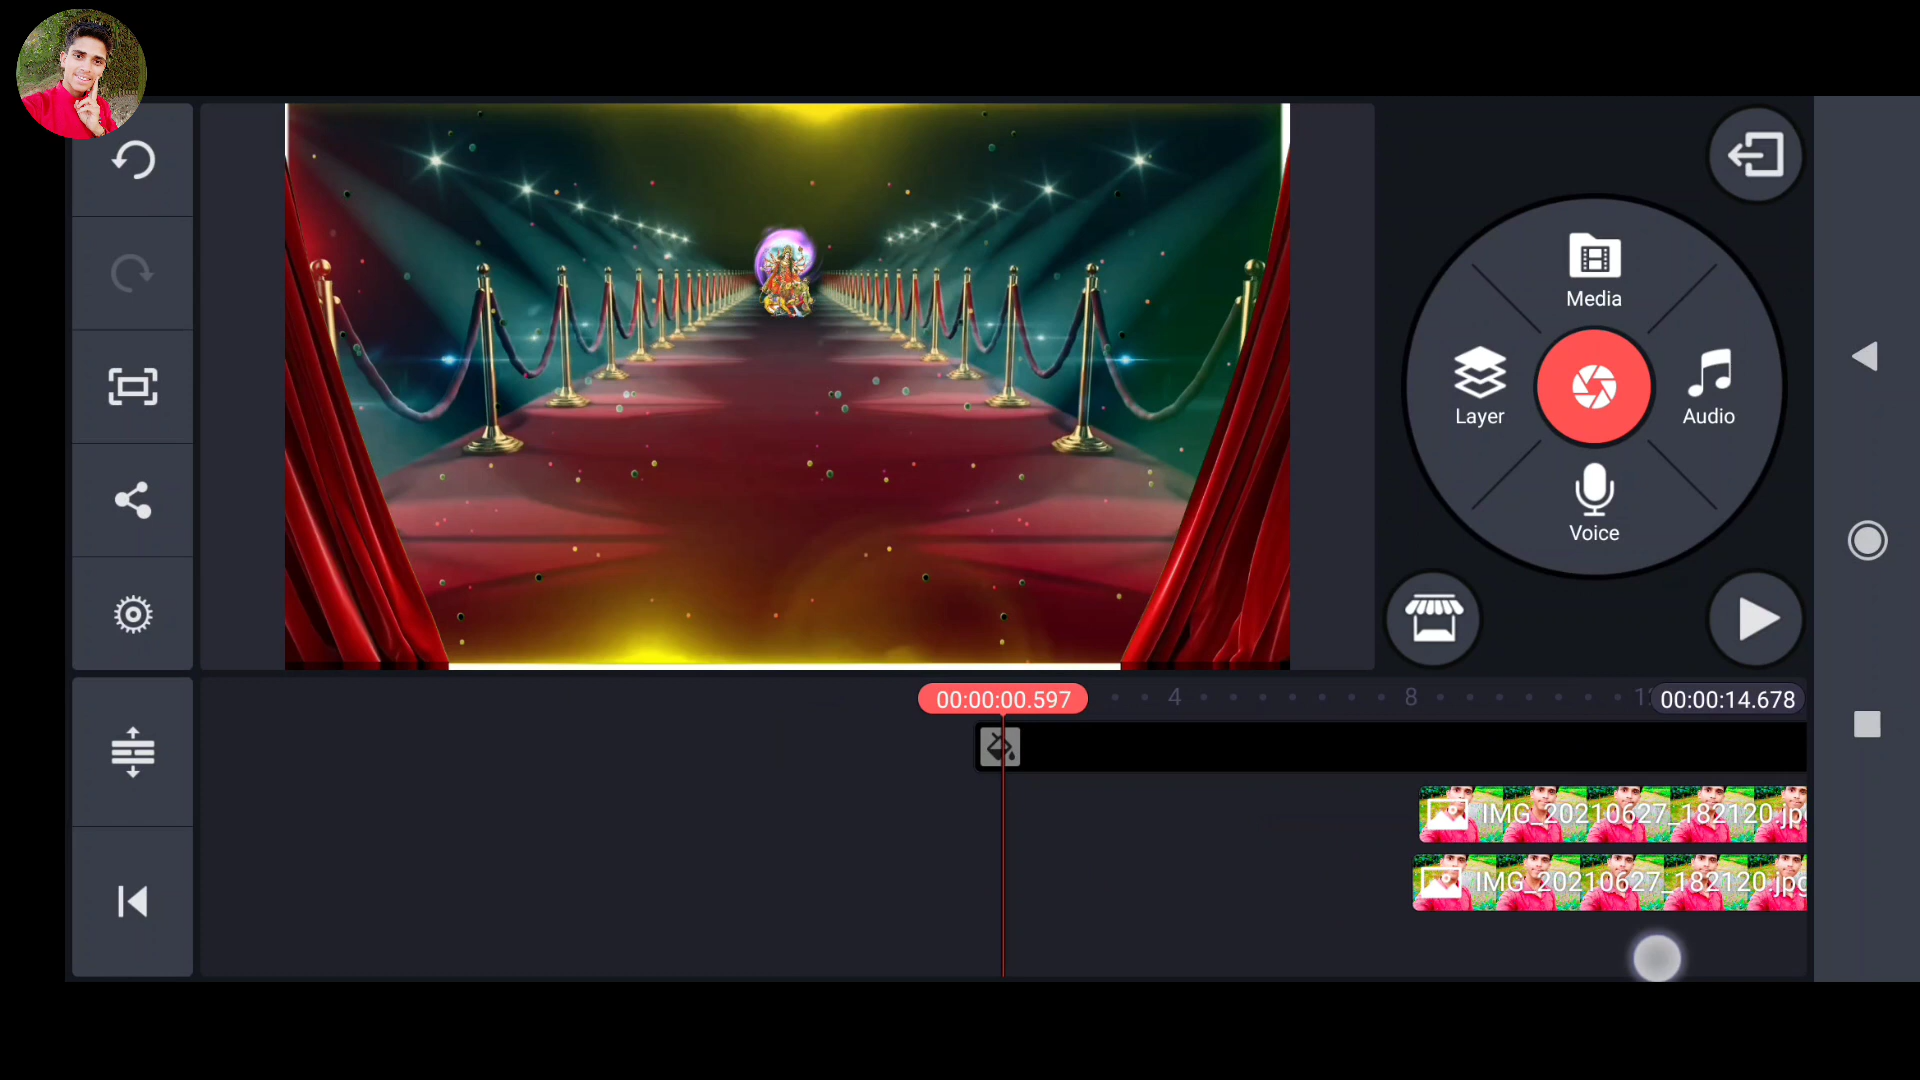 Media
Layer
Audio
Voice
00:00:00.597
4
8
00:00:14.678
IMG_20210627_182120.jp
IMG_20210627_182120.jpg